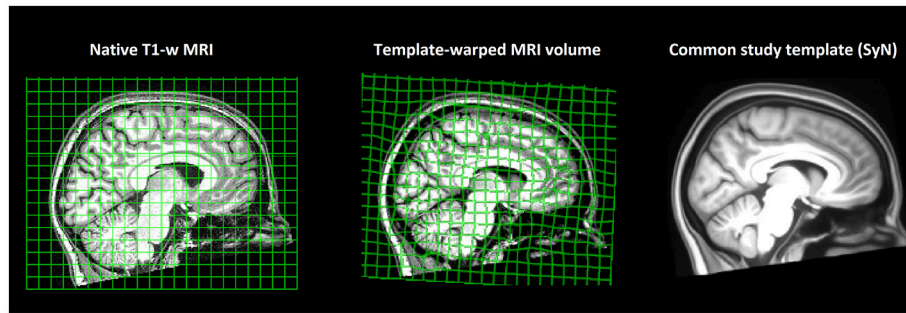 Native T1-w MRI
Template-warped MRI volume
Common study template (SyN)